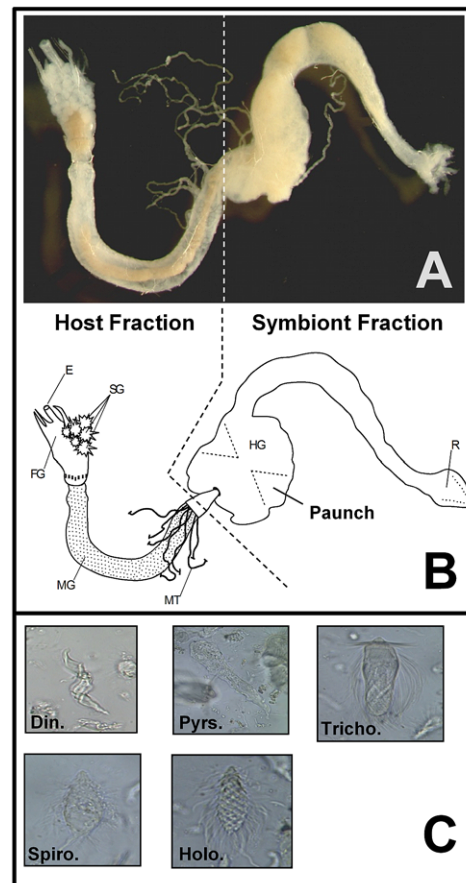 A
Host Fraction Symbiont Fraction
E
SG
HG
R
FG
Paunch
MG
MT
B
Din. Pyrs. Tricho.
Spiro. Holo.
C